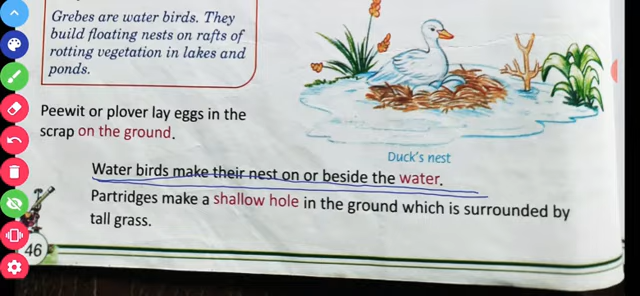 Grebes are water birds. They
build floating nests on rafts of
rotting vegetation in lakes and
ponds.
Peewit or plover lay eggs in the
scrap on the ground.
Duck's nest
Water birds make their nest on or beside the water.
Partridges make a shallow hole in the ground which is surrounded by
tall grass.
46